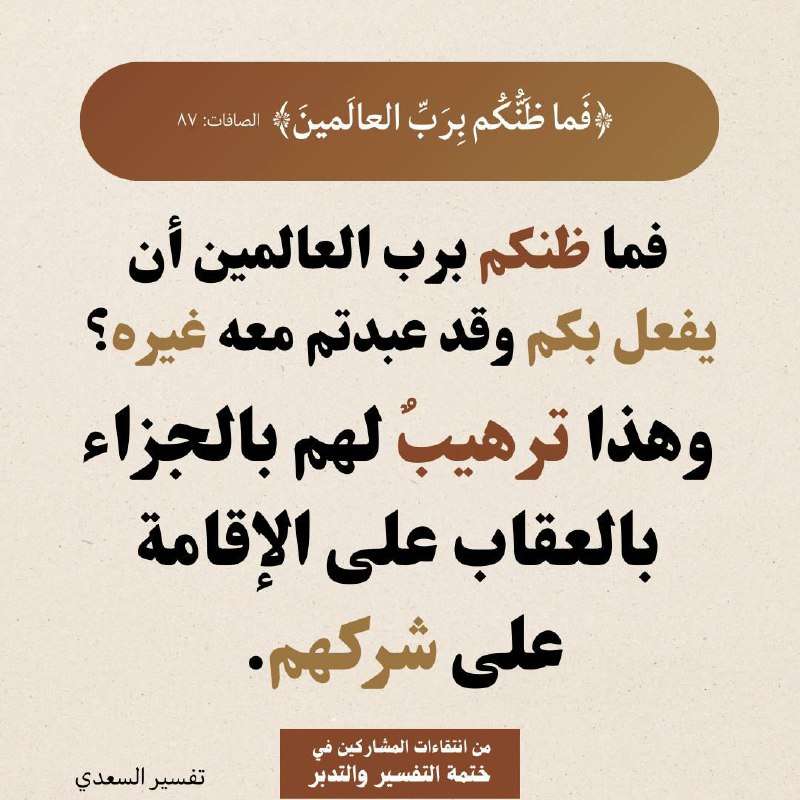 ﴿فَما ظَنُّكُم بِرَبِّ العالَمينَ﴾ الصافات: ٨٧
فما ظنكم برب العالمين أن
يفعل بكم وقد عبدتم معه غيره؟
وهذا ترهيبٌ لهم بالجزاء
بالعقاب على الإقامة
على شركهم.
من انتقاءات المشاركين في
ختمة التفسير والتدبر
تفسير السعدي